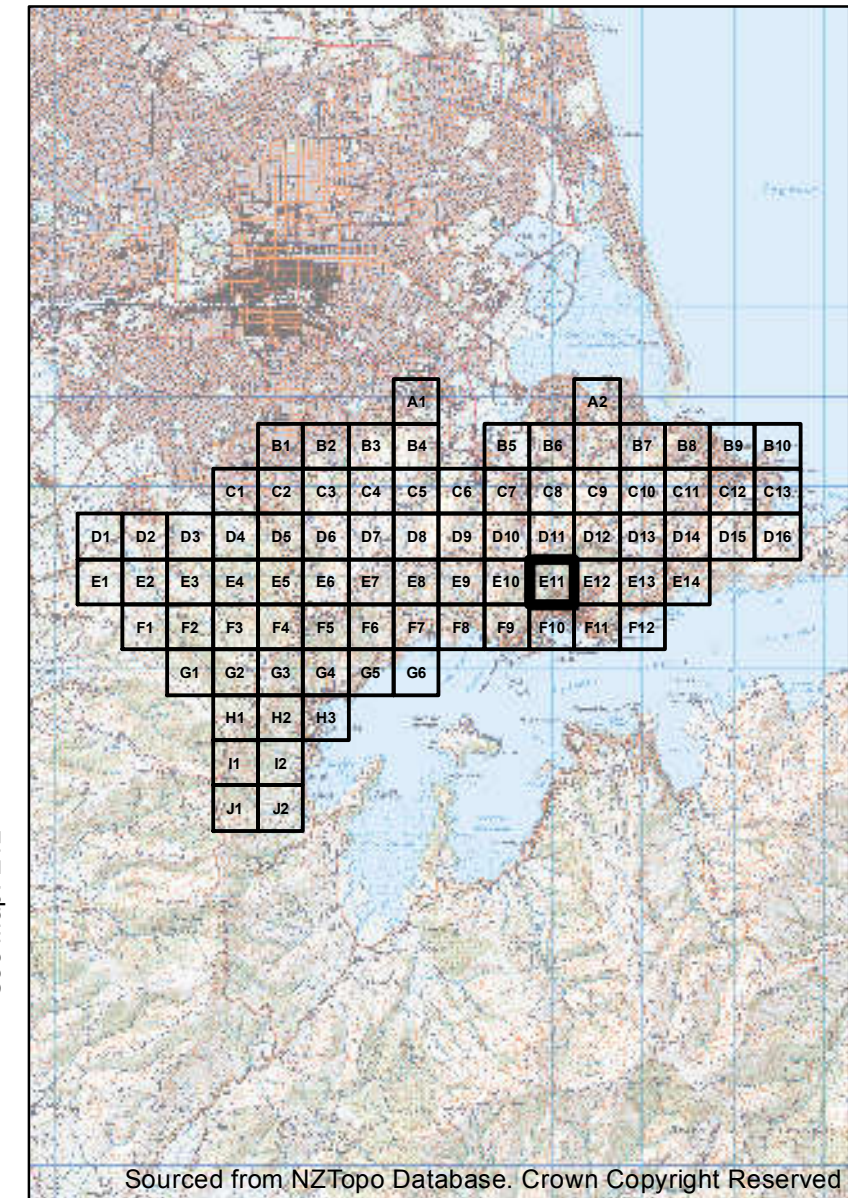 A1 A2
B1 B2 B3 B4 B5 B6 B7 B8 B9 B10
C1 C2 C3 C4 C5 C6 C7 C8 C9 C10 C11 C12 C13
D1 D2 D3 D4 D5 D6 D7 D8 D9 D10 D11 D12 D13 D14 D15 D16
E1 E2 E3 E4 E5 E6 E7 E8 E9 E10 E11 E12 E13 E14
F1 F2 F3 F4 F5 F6 F7 F8 F9 F10 F11 F12
G1 G2 G3 G4 G5 G6
H1 H2 H3
I1 I2
J1 J2
Sourced from NZTopo Database. Crown Copyright Reserved